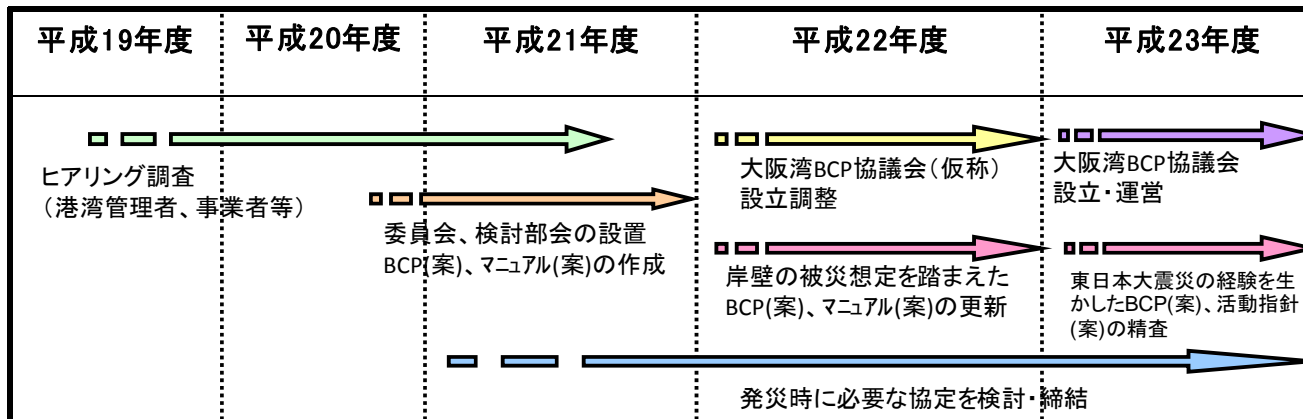 平成19年度
平成20年度
平成21年度
平成22年度
平成23年度
ヒアリング調査
(港湾管理者、事業者等)
委員会、検討部会の設置
BCP(案)、マニュアル(案)の作成
大阪湾BCP協議会(仮称)
設立調整
大阪湾BCP協議会
設立・運営
岸壁の被災想定を踏まえた
BCP(案)、マニュアル(案)の更新
東日本大震災の経験を生
かしたBCP(案)、活動指針
(案)の精査
発災時に必要な協定を検討・締結